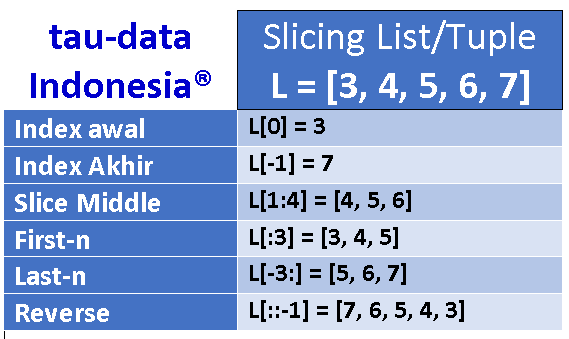 tau-data
Indonesia®
Slicing List/Tuple
L = [3, 4, 5, 6, 7]
Index awal
L[0] = 3
Index Akhir
L[-1] = 7
Slice Middle
L[1:4] = [4, 5, 6]
First-n
L[:3] = [3, 4, 5]
Last-n
L[-3:] = [5, 6, 7]
Reverse
L[::-1] = [7, 6, 5, 4, 3]